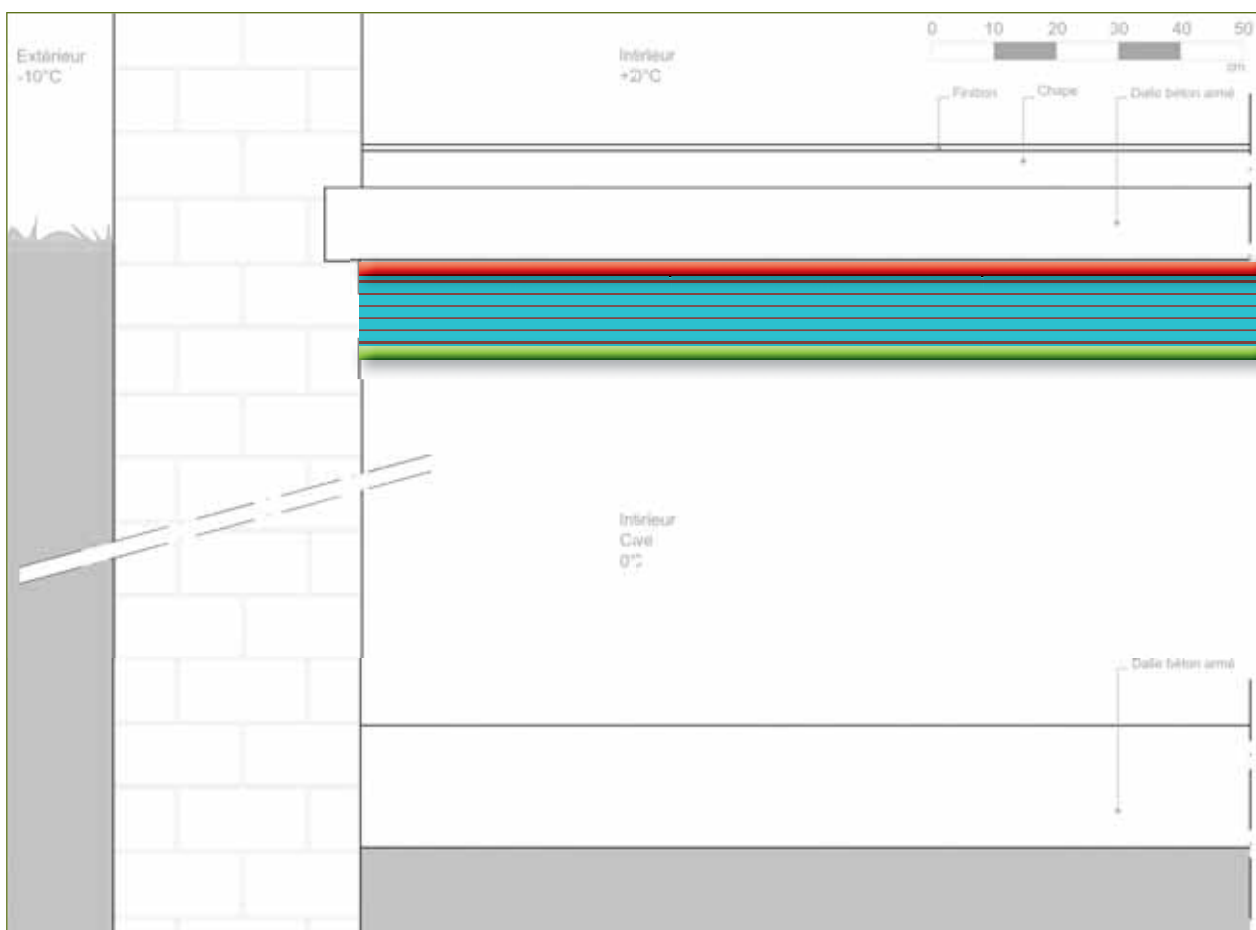 0 10 20 30 40 50
cm
Extérieur
-10°C
Intérieur
Finition
Chape
Dalle béton armé
Intérieur
Cave
Dalle béton armé